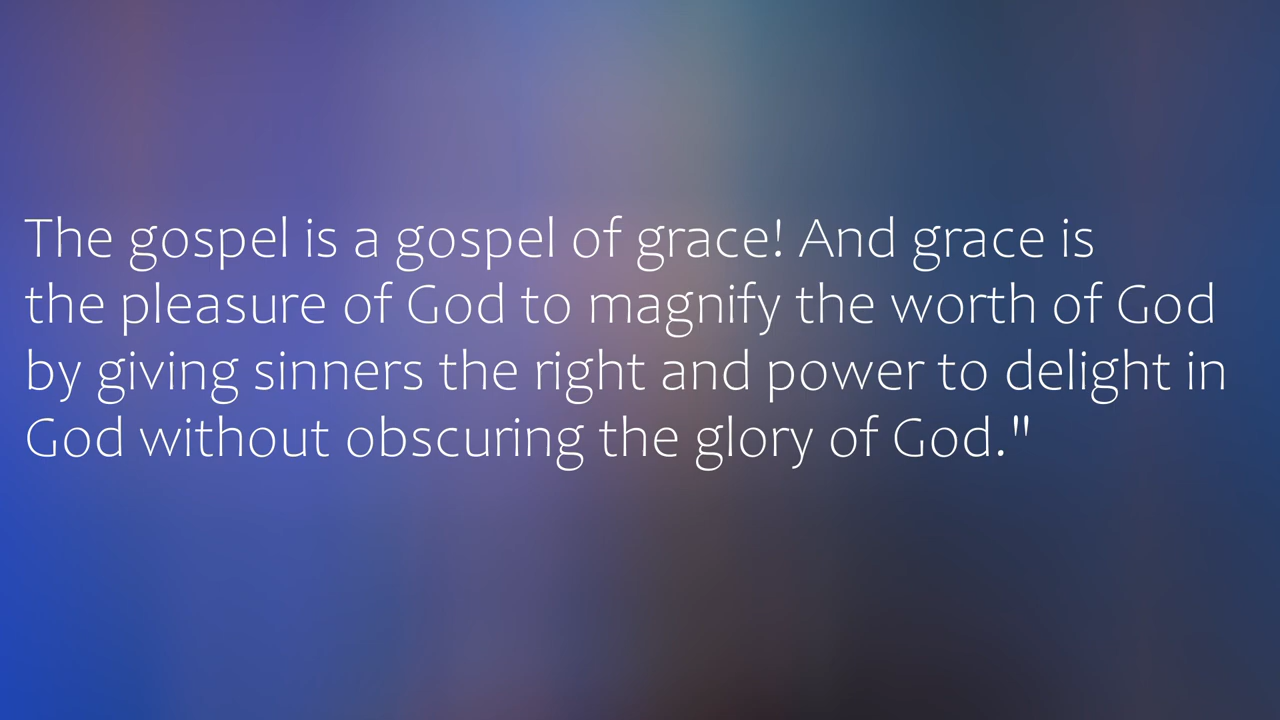 The gospel is a gospel of grace! And grace is
the pleasure of God to magnify the worth of God
by giving sinners the right and power to delight in
God without obscuring the glory of God."